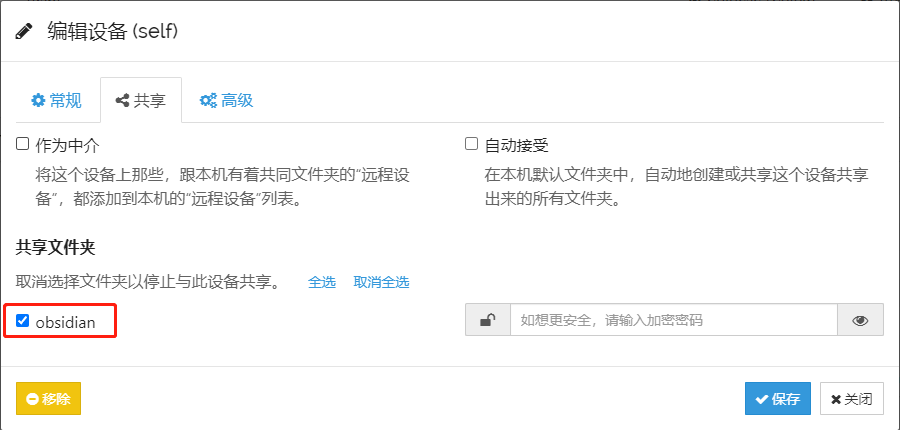 编辑设备 (self)
常规 共享 高级
作为中介
将这个设备上那些，跟本机有着共同文件夹的“远程设
备”，都添加到本机的“远程设备”列表。
自动接受
在本机默认文件夹中，自动地创建或共享这个设备共享
出来的所有文件夹。
共享文件夹
取消选择文件夹以停止与此设备共享。 全选 取消全选
obsidian 如想更安全，请输入加密密码
移除 保存 关闭